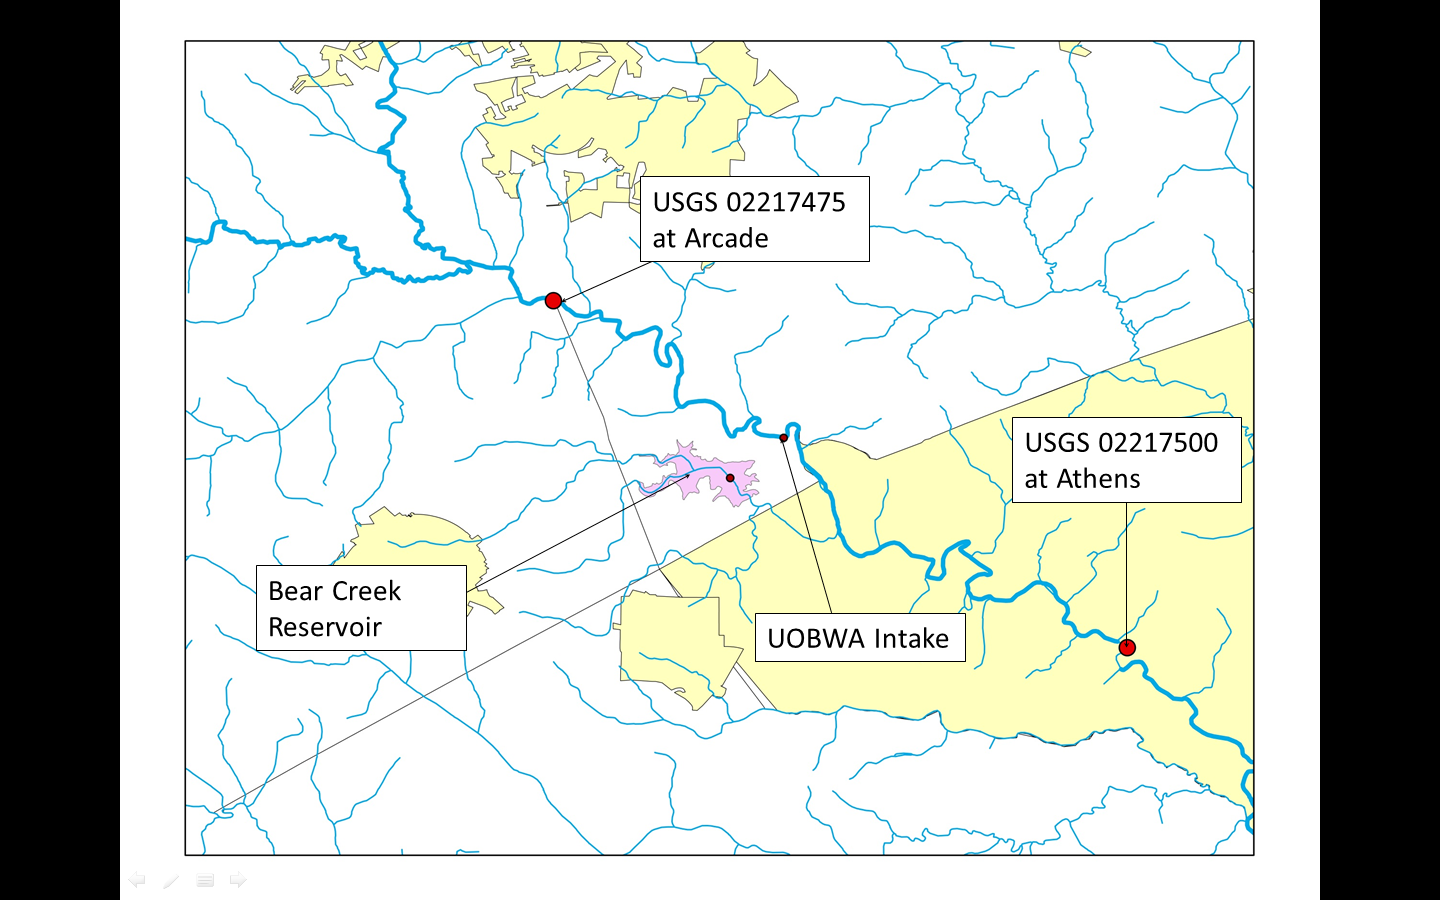 USGS 02217475
at Arcade
USGS 02217500
at Athens
Bear Creek
Reservoir
UOBWA Intake